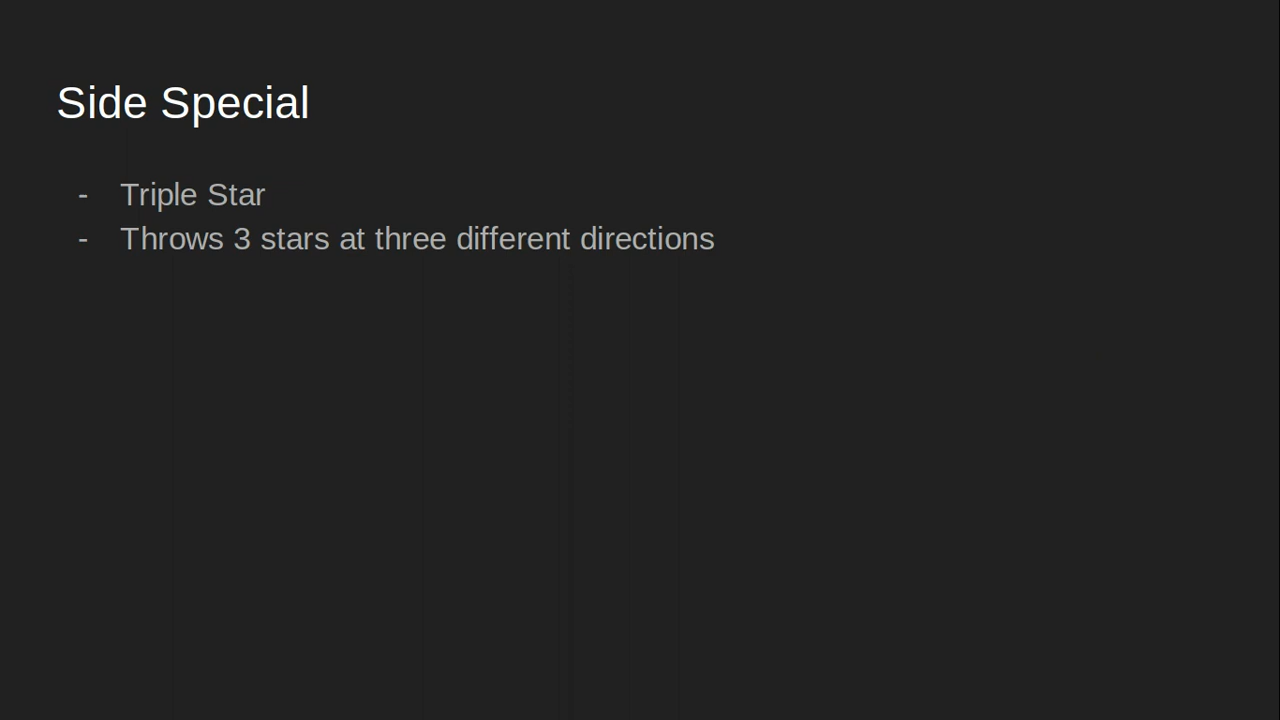 Side Special
- Triple Star
- Throws 3 stars at three different directions